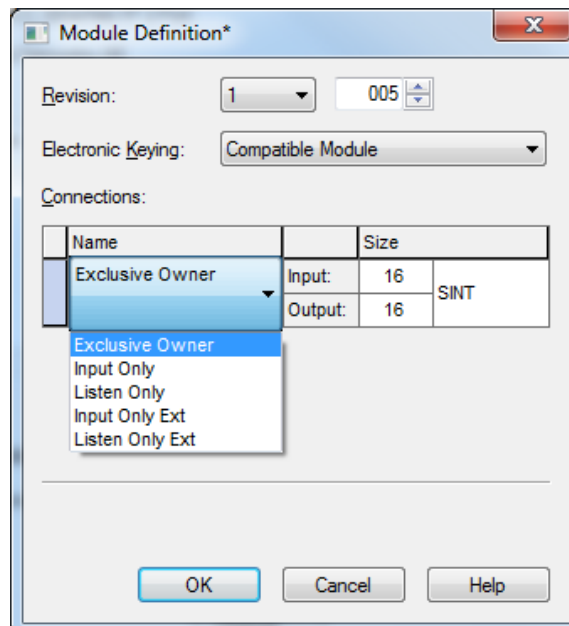 Module Definition*
Revision: 1 005
Electronic Keying: Compatible Module
Connections:
Name Size
Exclusive Owner Input: 16 SINT
Output: 16
Exclusive Owner
Input Only
Listen Only
Input Only Ext
Listen Only Ext
OK Cancel Help